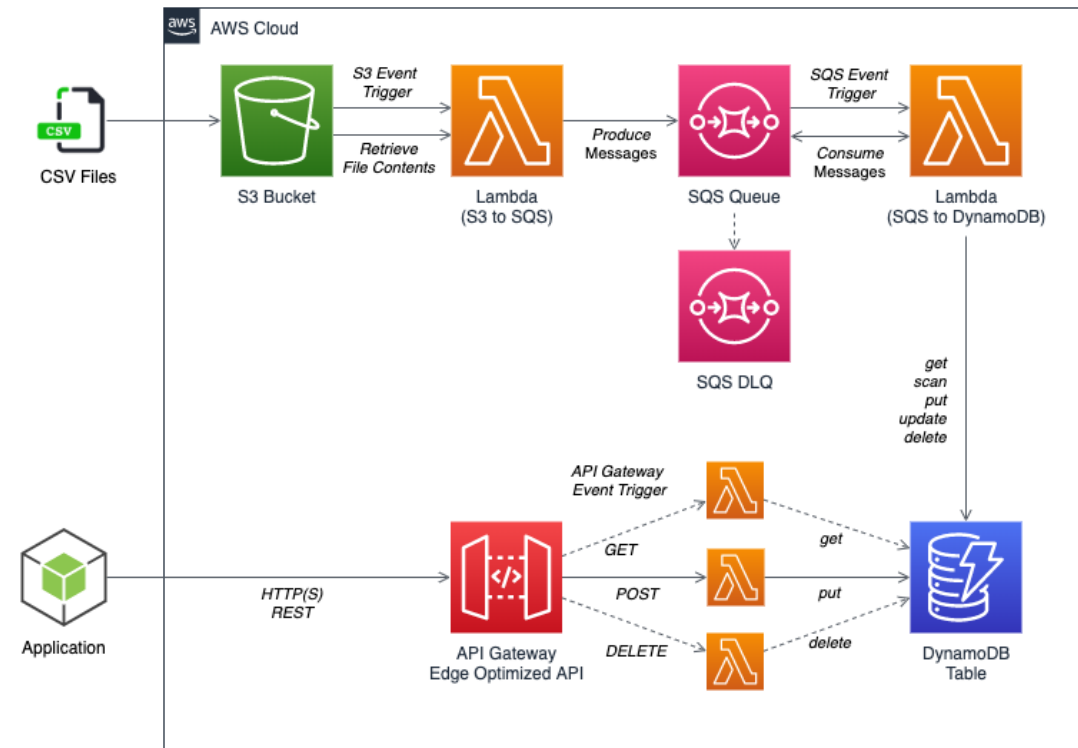 aws
AWS Cloud
CSV
CSV Files
S3 Event
Trigger
Retrieve
File Contents
S3 Bucket
Lambda
(S3 to SQS)
Produce
Messages
SQS Queue
SQS Event
Trigger
Consume
Messages
Lambda
(SQS to DynamoDB)
SQS DLQ
get
scan
put
update
delete
Application
HTTP(S)
REST
</>
API Gateway
Edge Optimized API
API Gateway
Event Trigger
GET
POST
DELETE
get
put
delete
DynamoDB
Table